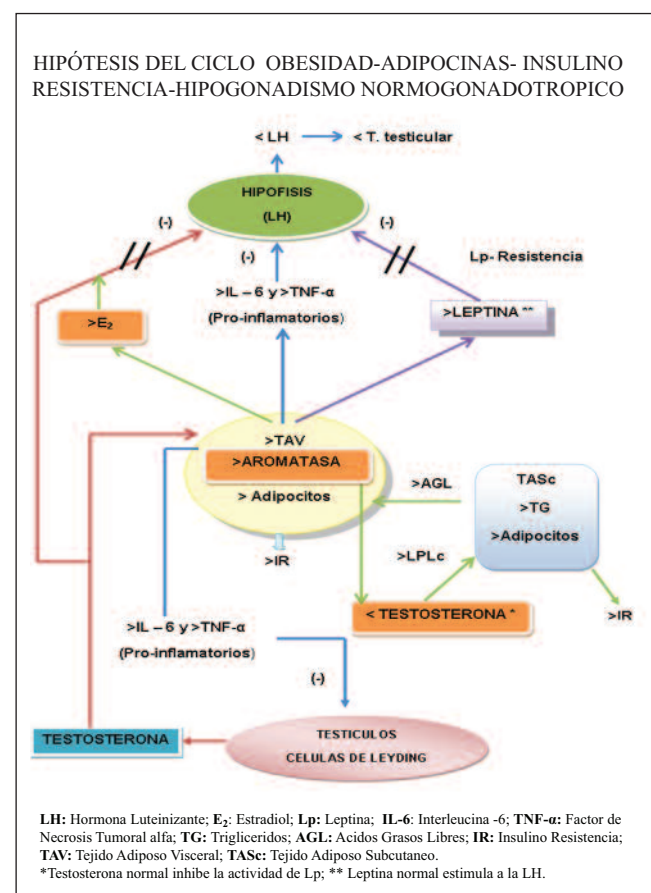 HIPÓTESIS DEL CICLO OBESIDAD-ADIPOCINAS- INSULINO
RESISTENCIA-HIPOGONADISMO NORMOGONADOTROPICO
< LH
< T. testicular
HIPOFISIS
(LH)
(-)
(-)
(-)
Lp- Resistencia
>IL – 6 y >TNF-α
(Pro-inflamatorios)
>E₂
>LEPTINA **
>TAV
>AROMATASA
> Adipocitos
>AGL
TASc
>TG
>Adipocitos
>IR
>LPLc
< TESTOSTERONA *
>IR
>IL – 6 y >TNF-α
(Pro-inflamatorios)
(-)
TESTOSTERONA
TESTICULOS
CELULAS DE LEYDING
LH: Hormona Luteinizante; E₂: Estradiol; Lp: Leptina; IL-6: Interleucina -6; TNF-α: Factor de
Necrosis Tumoral alfa; TG: Trigliceridos; AGL: Acidos Grasos Libres; IR: Insulino Resistencia;
TAV: Tejido Adiposo Visceral; TASc: Tejido Adiposo Subcutaneo.
*Testosterona normal inhibe la actividad de Lp; ** Leptina normal estimula a la LH.